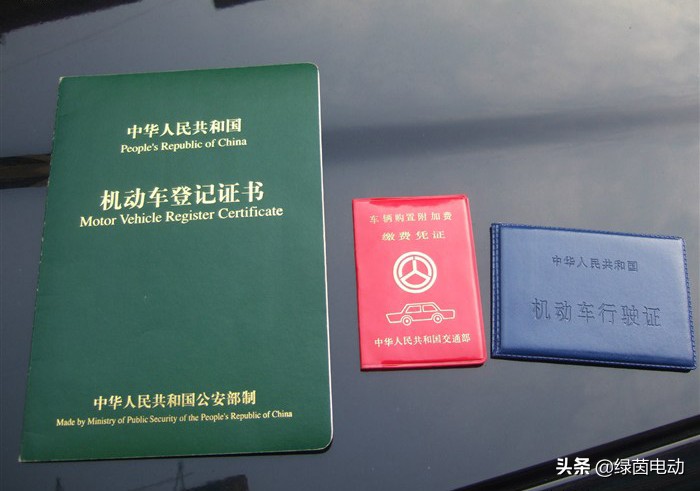 中华人民共和国
People's Republic of China
机动车登记证书
Motor Vehicle Register Certificate
中华人民共和国公安部制
Made by Ministry of Public Security of the People's Republic of China
车辆购置附加费
缴费凭证
中华人民共和国交通部
中华人民共和国
机动车行驶证
头条 @绿茵电动